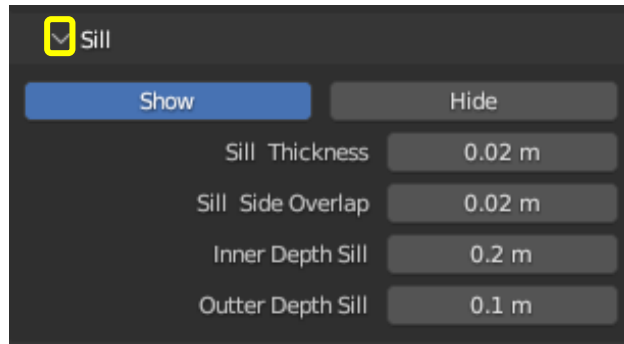 Sill
Show Hide
Sill Thickness 0.02 m
Sill Side Overlap 0.02 m
Inner Depth Sill 0.2 m
Outter Depth Sill 0.1 m